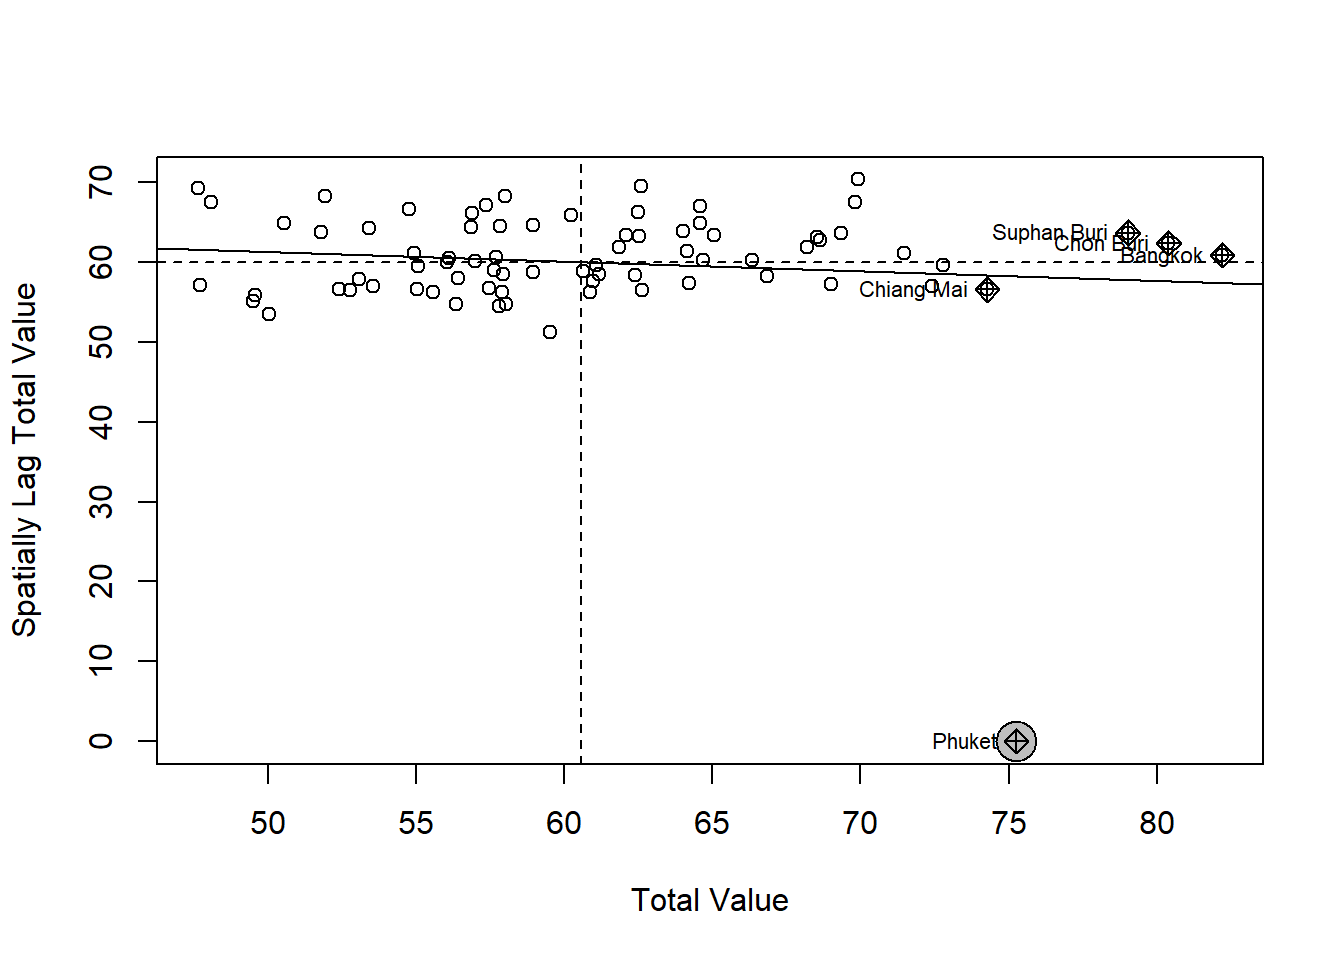 Spatially Lag Total Value
70
60
50
40
30
20
10
0
Suphan Buri
Chon Buri
Bangkok
Chiang Mai
Phuket
50 55 60 65 70 75 80
Total Value